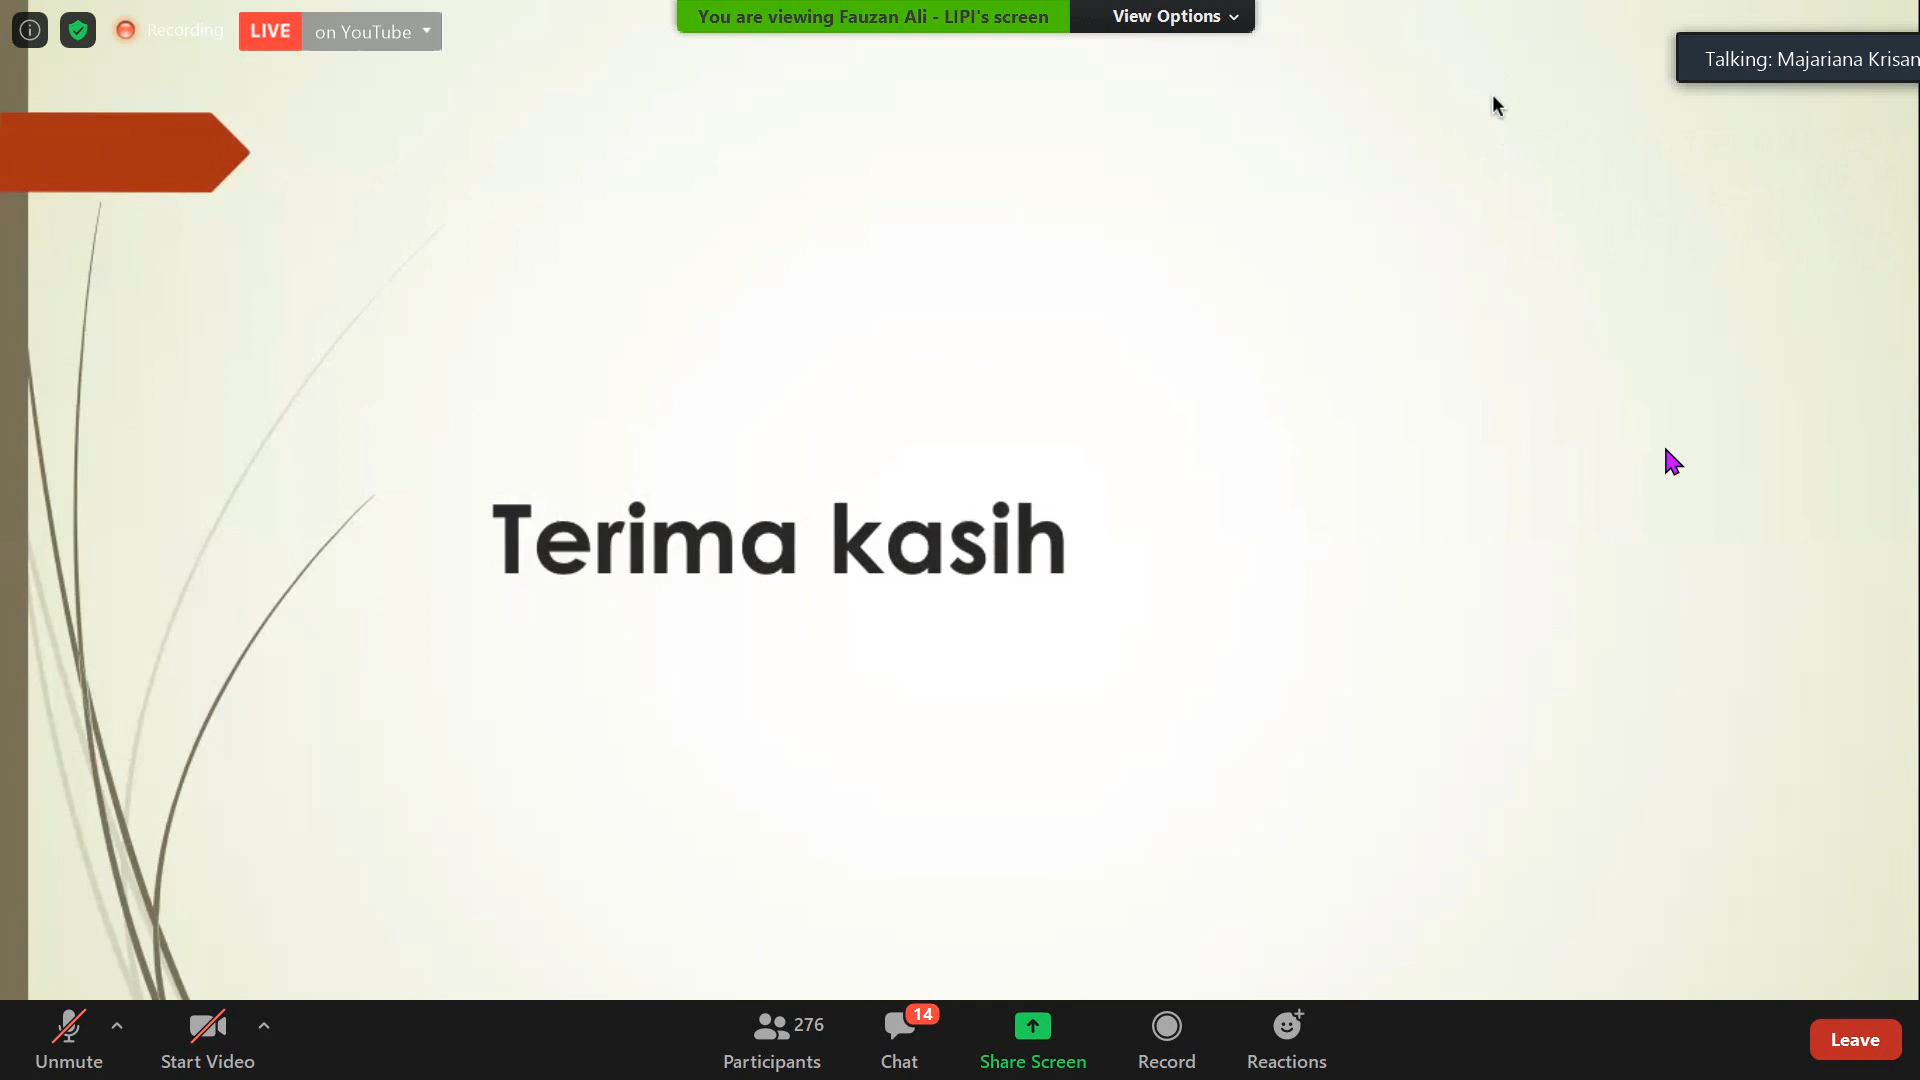 Recording LIVE on YouTube
You are viewing Fauzan Ali - LIPI's screen View Options
Talking: Majariana Krisan
Terima kasih
276
14
Unmute Start Video Participants Chat Share Screen Record Reactions
Leave